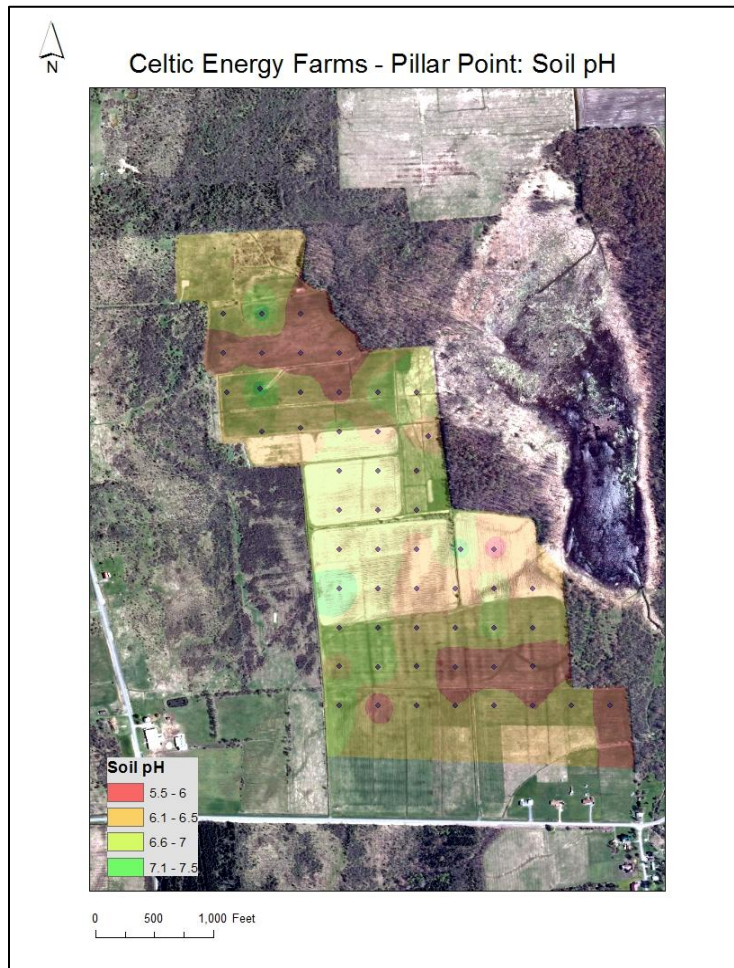 N
Celtic Energy Farms - Pillar Point: Soil pH
Soil pH
5.5 - 6
6.1 - 6.5
6.6 - 7
7.1 - 7.5
0 500 1,000 Feet